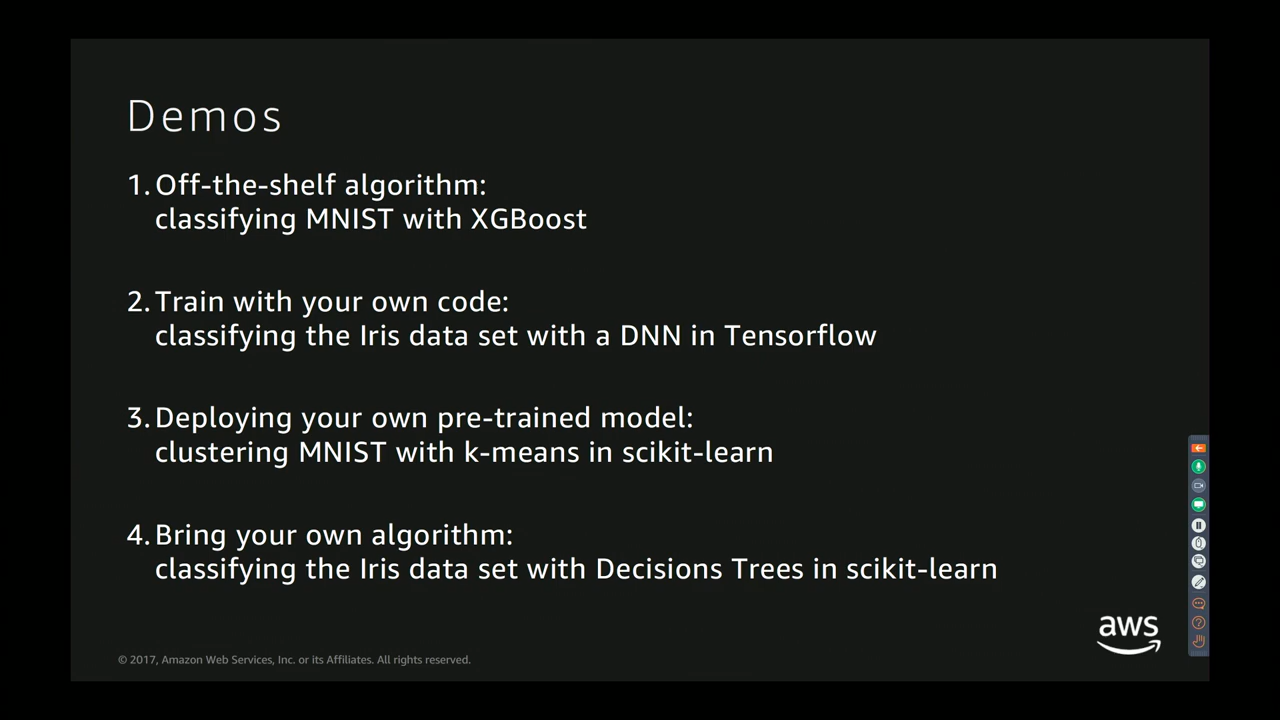 Demos
1. Off-the-shelf algorithm:
classifying MNIST with XGBoost
2. Train with your own code:
classifying the Iris data set with a DNN in Tensorflow
3. Deploying your own pre-trained model:
clustering MNIST with k-means in scikit-learn
4. Bring your own algorithm:
classifying the Iris data set with Decisions Trees in scikit-learn
aws
© 2017, Amazon Web Services, Inc. or its Affiliates. All rights reserved.